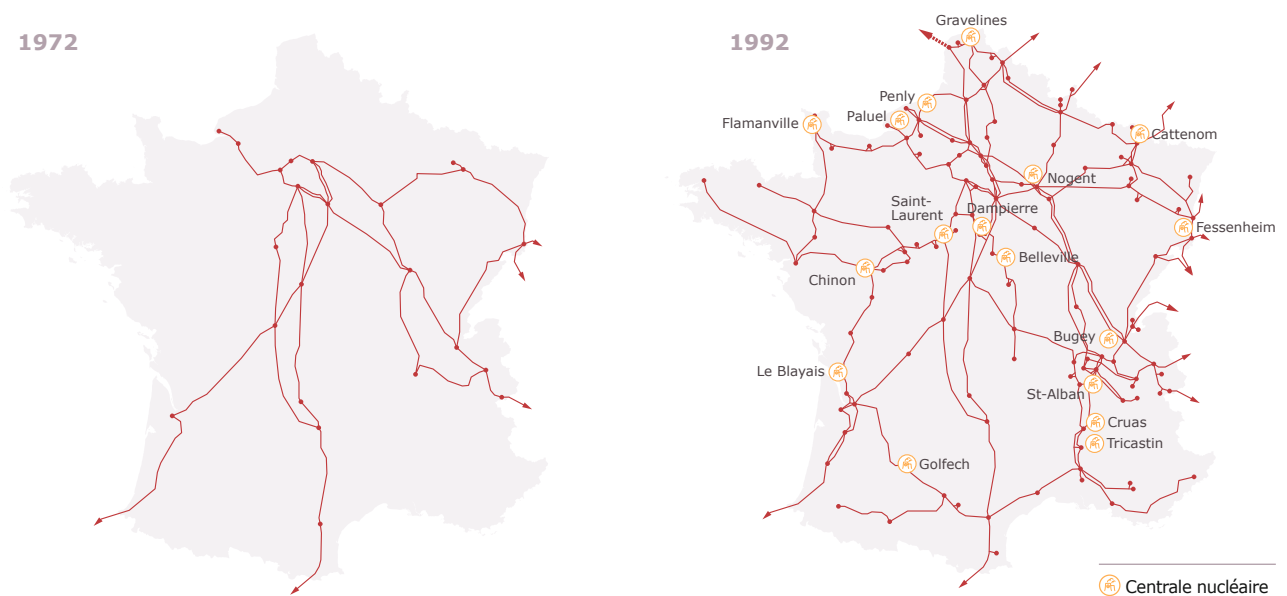 1972
1992
Gravelines
Penly
Paluel
Flamanville
Cattenom
Nogent
Saint-
Laurent
Dampierre
Fessenheim
Belleville
Chinon
Bugey
Le Blayais
St-Alban
Cruas
Tricastin
Golfech
Centrale nucléaire